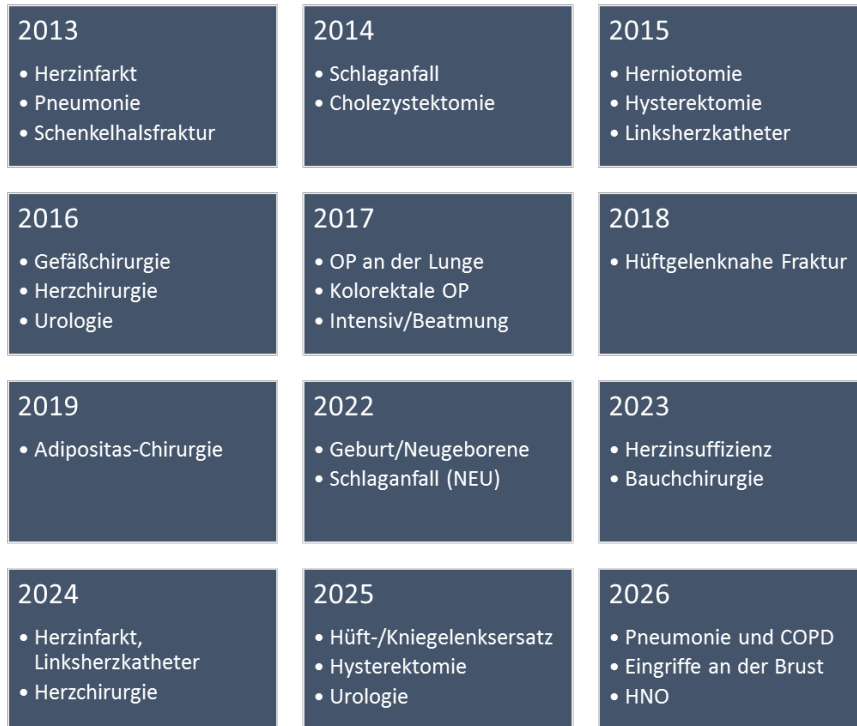 2013
• Herzinfarkt
• Pneumonie
• Schenkelhalsfraktur
2014
• Schlaganfall
• Cholezystektomie
2015
• Herniotomie
• Hysterektomie
• Linksherzkatheter
2016
• Gefäßchirurgie
• Herzchirurgie
• Urologie
2017
• OP an der Lunge
• Kolorektale OP
• Intensiv/Beatmung
2018
• Hüftgelenknahe Fraktur
2019
• Adipositas-Chirurgie
2022
• Geburt/Neugeborene
• Schlaganfall (NEU)
2023
• Herzinsuffizienz
• Bauchchirurgie
2024
• Herzinfarkt,
Linksherzkatheter
• Herzchirurgie
2025
• Hüft-/Kniegelenksersatz
• Hysterektomie
• Urologie
2026
• Pneumonie und COPD
• Eingriffe an der Brust
• HNO